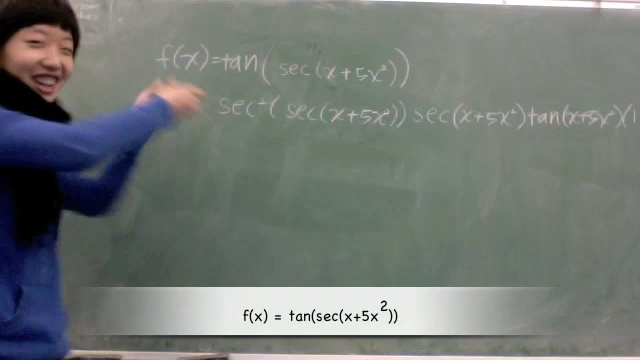 f(x)=tan(sec(x+5x²))
sec²(sec(x+5x²))sec(x+5x²)tan(x+5x²)(1
f(x) = tan(sec(x+5x²))